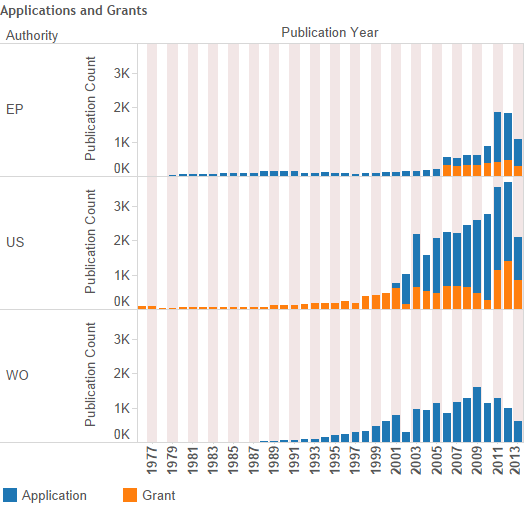 Applications and Grants
Authority
Publication Year
EP
Publication Count
3K
2K
1K
0K
US
Publication Count
3K
2K
1K
0K
WO
Publication Count
3K
2K
1K
0K
1977 1979 1981 1983 1985 1987 1989 1991 1993 1995 1997 1999 2001 2003 2005 2007 2009 2011 2013
Application Grant